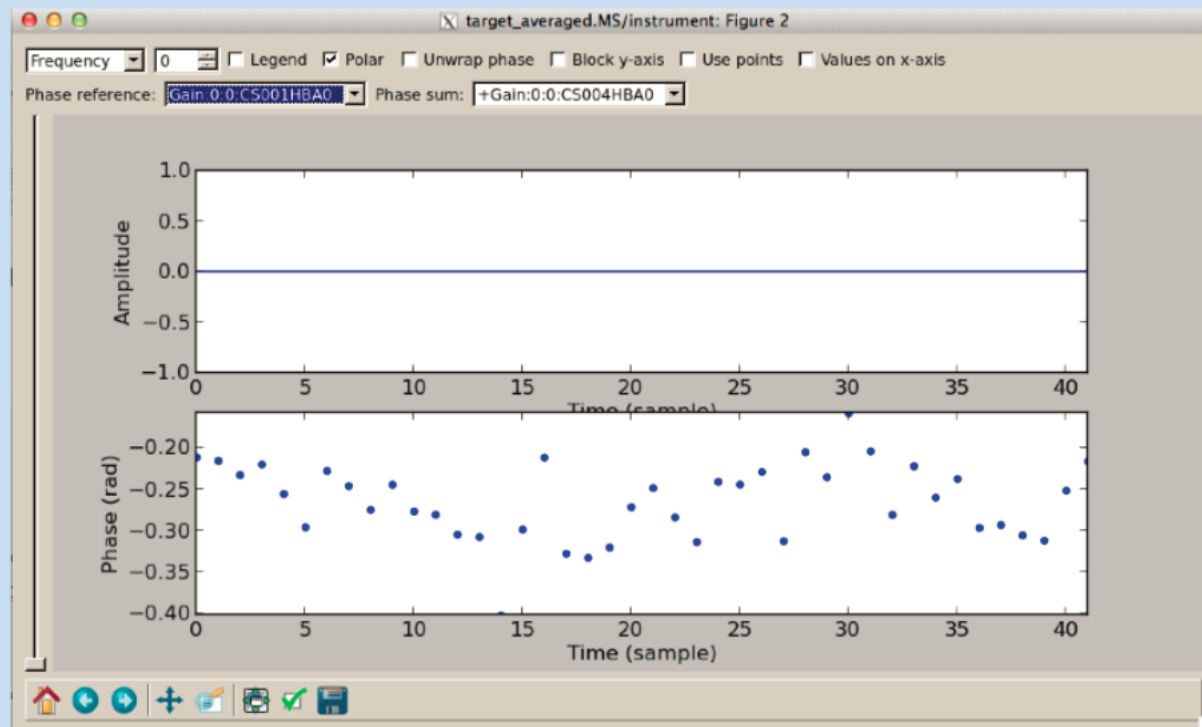 X target_averaged.MS/instrument: Figure 2
Frequency 0 Legend Polar Unwrap phase Block y-axis Use points Values on x-axis
Phase reference: Gain:0:0:CS001HBA0 Phase sum: +Gain:0:0:CS004HBA0
1.0
0.5
0.0
−0.5
−1.0
Amplitude
0 5 10 15 20 25 30 35 40
Time (sample)
−0.20
−0.25
−0.30
−0.35
−0.40
Phase (rad)
0 5 10 15 20 25 30 35 40
Time (sample)